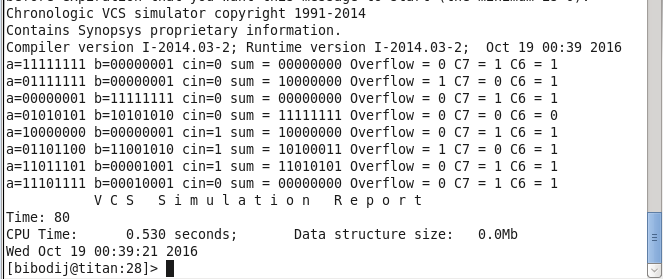 Chronologic VCS simulator copyright 1991-2014
Contains Synopsys proprietary information.
Compiler version I-2014.03-2; Runtime version I-2014.03-2;  Oct 19 00:39 2016
a=11111111 b=00000001 cin=0 sum = 00000000 Overflow = 0 C7 = 1 C6 = 1
a=01111111 b=00000001 cin=0 sum = 10000000 Overflow = 1 C7 = 0 C6 = 1
a=00000001 b=11111111 cin=0 sum = 00000000 Overflow = 0 C7 = 1 C6 = 1
a=01010101 b=10101010 cin=0 sum = 11111111 Overflow = 0 C7 = 0 C6 = 0
a=10000000 b=00000001 cin=1 sum = 10000000 Overflow = 0 C7 = 1 C6 = 1
a=01101100 b=11001010 cin=1 sum = 10100011 Overflow = 1 C7 = 0 C6 = 1
a=11011101 b=00001001 cin=1 sum = 11010101 Overflow = 0 C7 = 1 C6 = 1
a=11101111 b=00010001 cin=0 sum = 00000000 Overflow = 0 C7 = 1 C6 = 1
V C S   S i m u l a t i o n   R e p o r t
Time: 80
CPU Time:      0.530 seconds;       Data structure size:   0.0Mb
Wed Oct 19 00:39:21 2016
[bibodij@titan:28]>